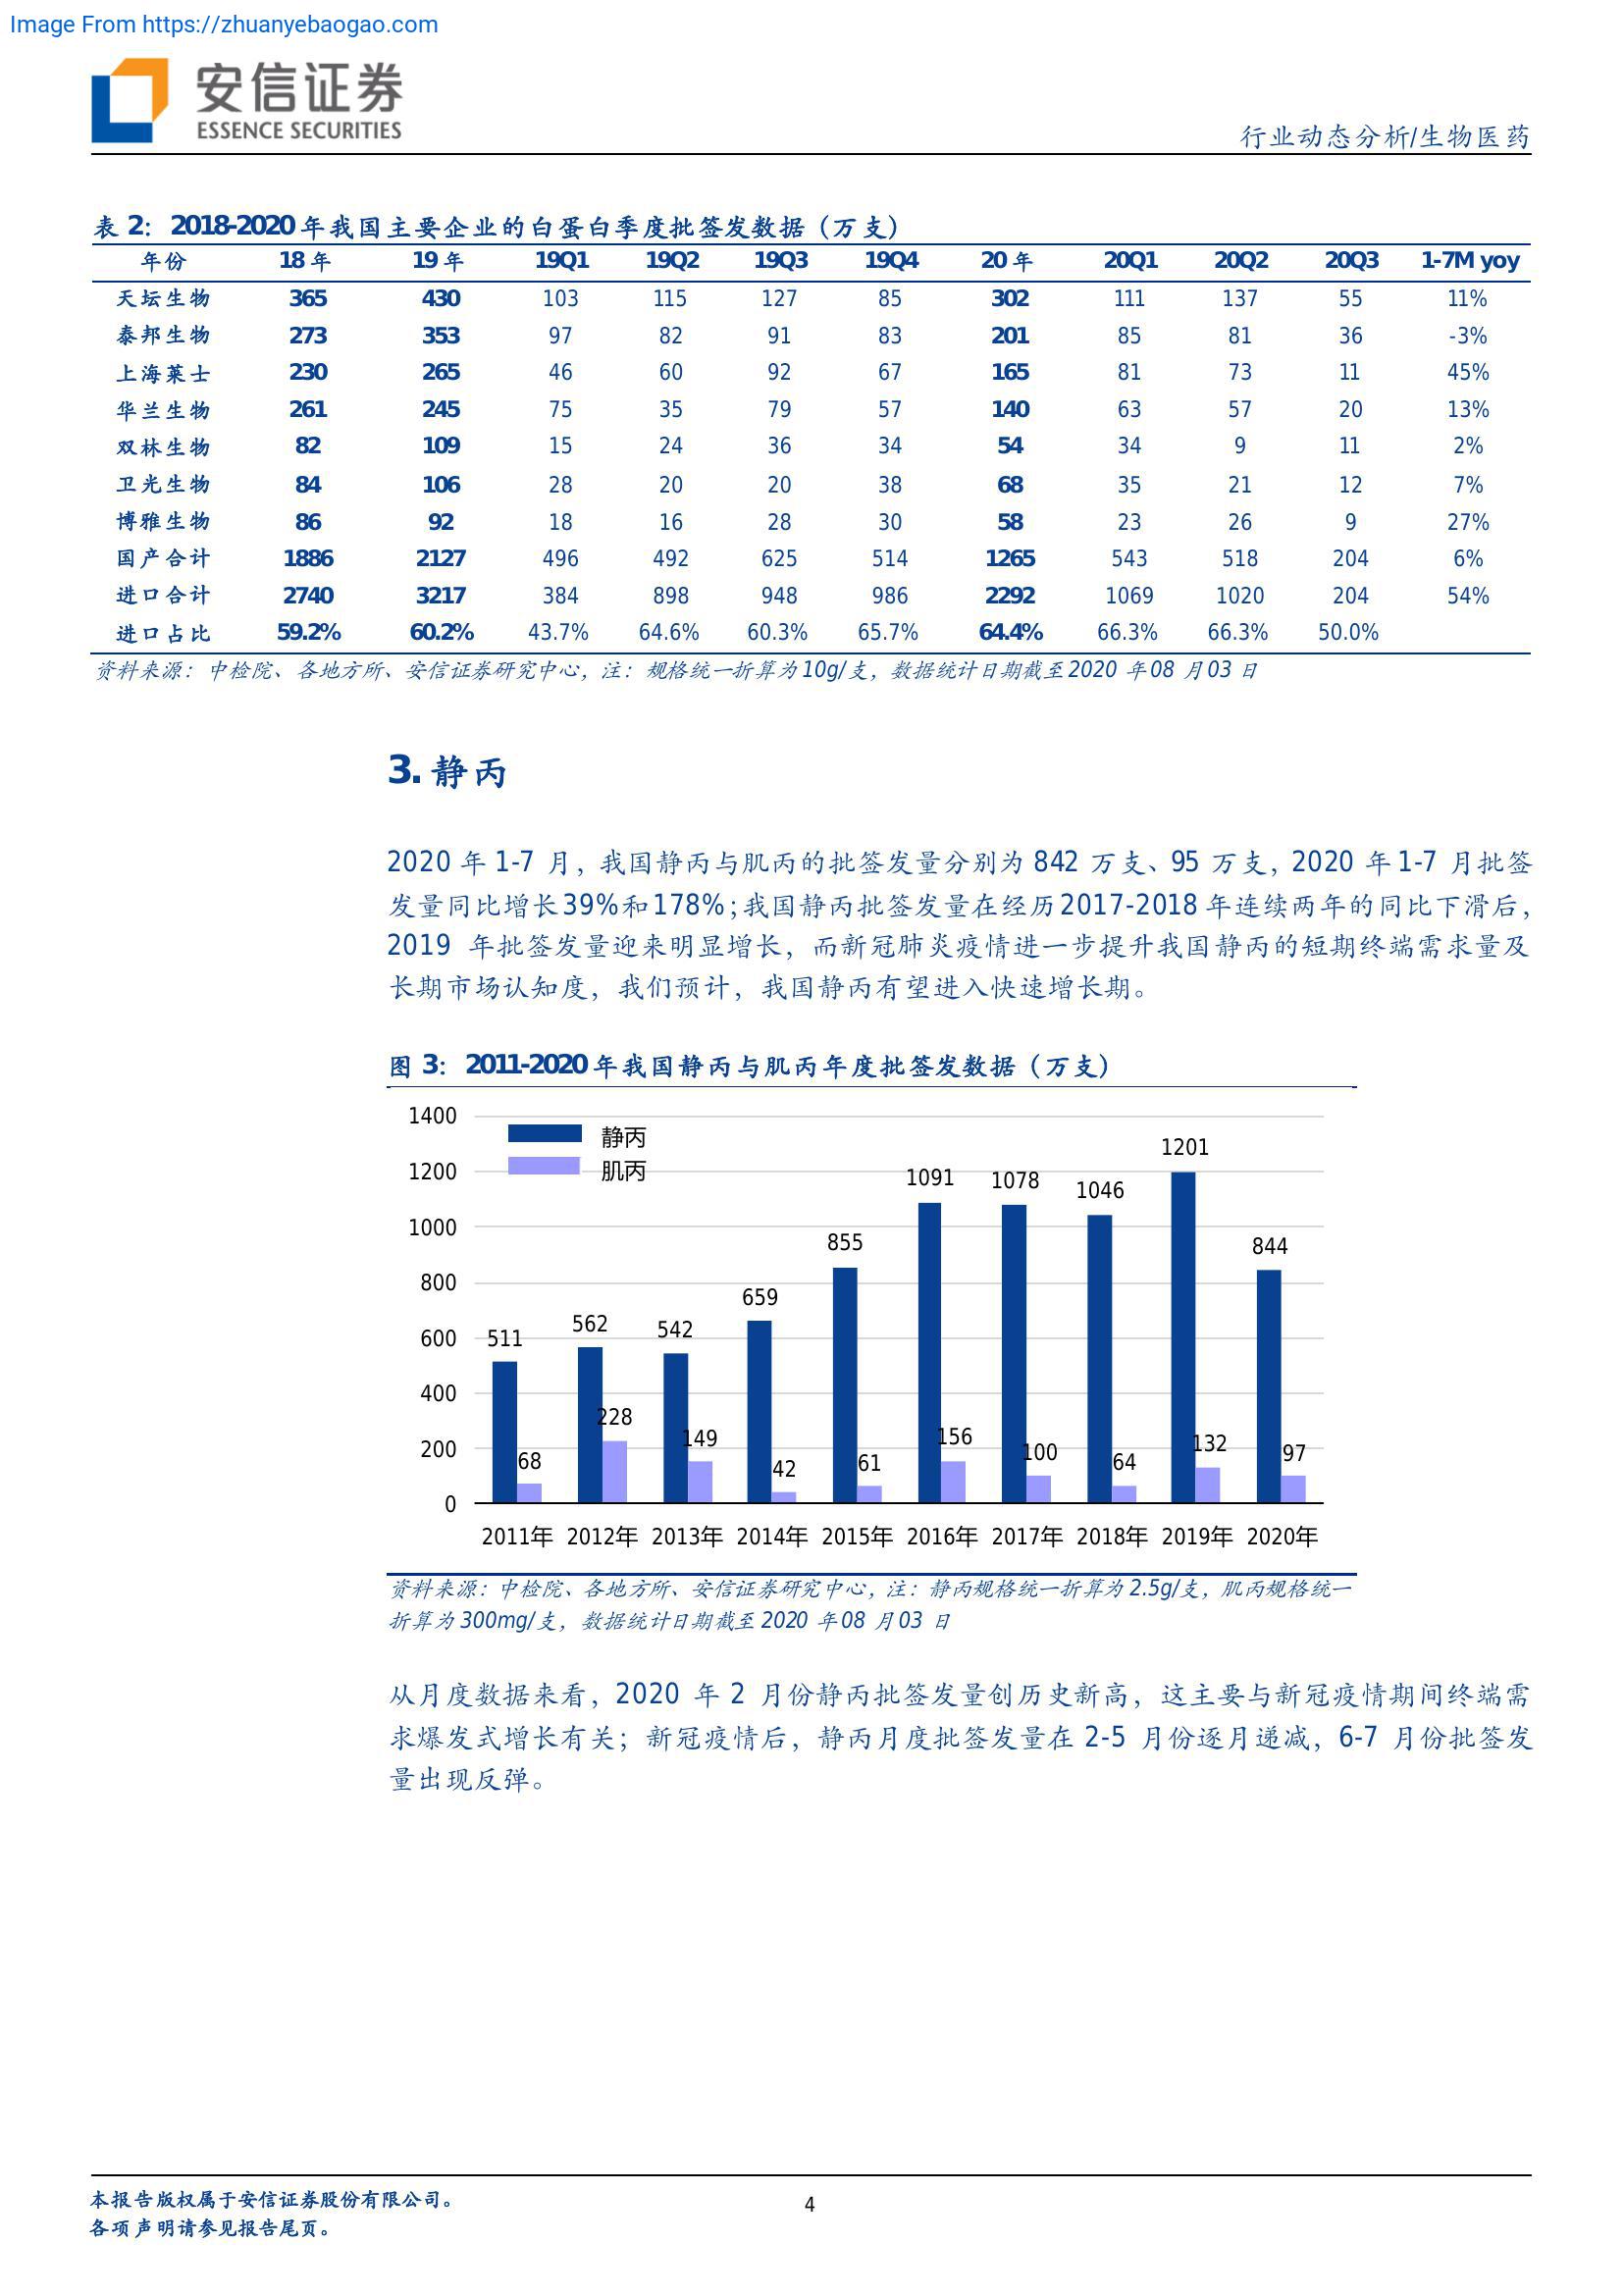 Image From https://zhuanyebaogao.com
安信证券
ESSENCE SECURITIES
行业动态分析/生物医药
表 2：2018-2020 年我国主要企业的白蛋白季度批签发数据（万支）
年份 18 年 19 年 19Q1 19Q2 19Q3 19Q4 20 年 20Q1 20Q2 20Q3 1-7M yoy
天坛生物 365 430 103 115 127 85 302 111 137 55 11%
泰邦生物 273 353 97 82 91 83 201 85 81 36 -3%
上海莱士 230 265 46 60 92 67 165 81 73 11 45%
华兰生物 261 245 75 35 79 57 140 63 57 20 13%
双林生物 82 109 15 24 36 34 54 34 9 11 2%
卫光生物 84 106 28 20 20 38 68 35 21 12 7%
博雅生物 86 92 18 16 28 30 58 23 26 9 27%
国产合计 1886 2127 496 492 625 514 1265 543 518 204 6%
进口合计 2740 3217 384 898 948 986 2292 1069 1020 204 54%
进口占比 59.2% 60.2% 43.7% 64.6% 60.3% 65.7% 64.4% 66.3% 66.3% 50.0%
资料来源：中检院、各地方所、安信证券研究中心，注：规格统一折算为10g/支，数据统计日期截至2020 年08 月03 日
3. 静丙
2020 年 1-7 月，我国静丙与肌丙的批签发量分别为 842 万支、95 万支，2020 年 1-7 月批签
发量同比增长39%和178%；我国静丙批签发量在经历2017-2018 年连续两年的同比下滑后，
2019 年批签发量迎来明显增长，而新冠肺炎疫情进一步提升我国静丙的短期终端需求量及
长期市场认知度，我们预计，我国静丙有望进入快速增长期。
图 3：2011-2020 年我国静丙与肌丙年度批签发数据（万支）
1400
静丙
1201
1200
肌丙
1091 1078 1046
1000
855
844
800
659
600
511 562 542
400
228
200
68 149 42 61 156 100 64 132 97
0
2011年 2012年 2013年 2014年 2015年 2016年 2017年 2018年 2019年 2020年
资料来源：中检院、各地方所、安信证券研究中心，注：静丙规格统一折算为 2.5g/支，肌丙规格统一
折算为 300mg/支，数据统计日期截至 2020 年08 月03 日
从月度数据来看，2020 年 2 月份静丙批签发量创历史新高，这主要与新冠疫情期间终端需
求爆发式增长有关；新冠疫情后，静丙月度批签发量在 2-5 月份逐月递减，6-7 月份批签发
量出现反弹。
本报告版权属于安信证券股份有限公司。
4
各项声明请参见报告尾页。